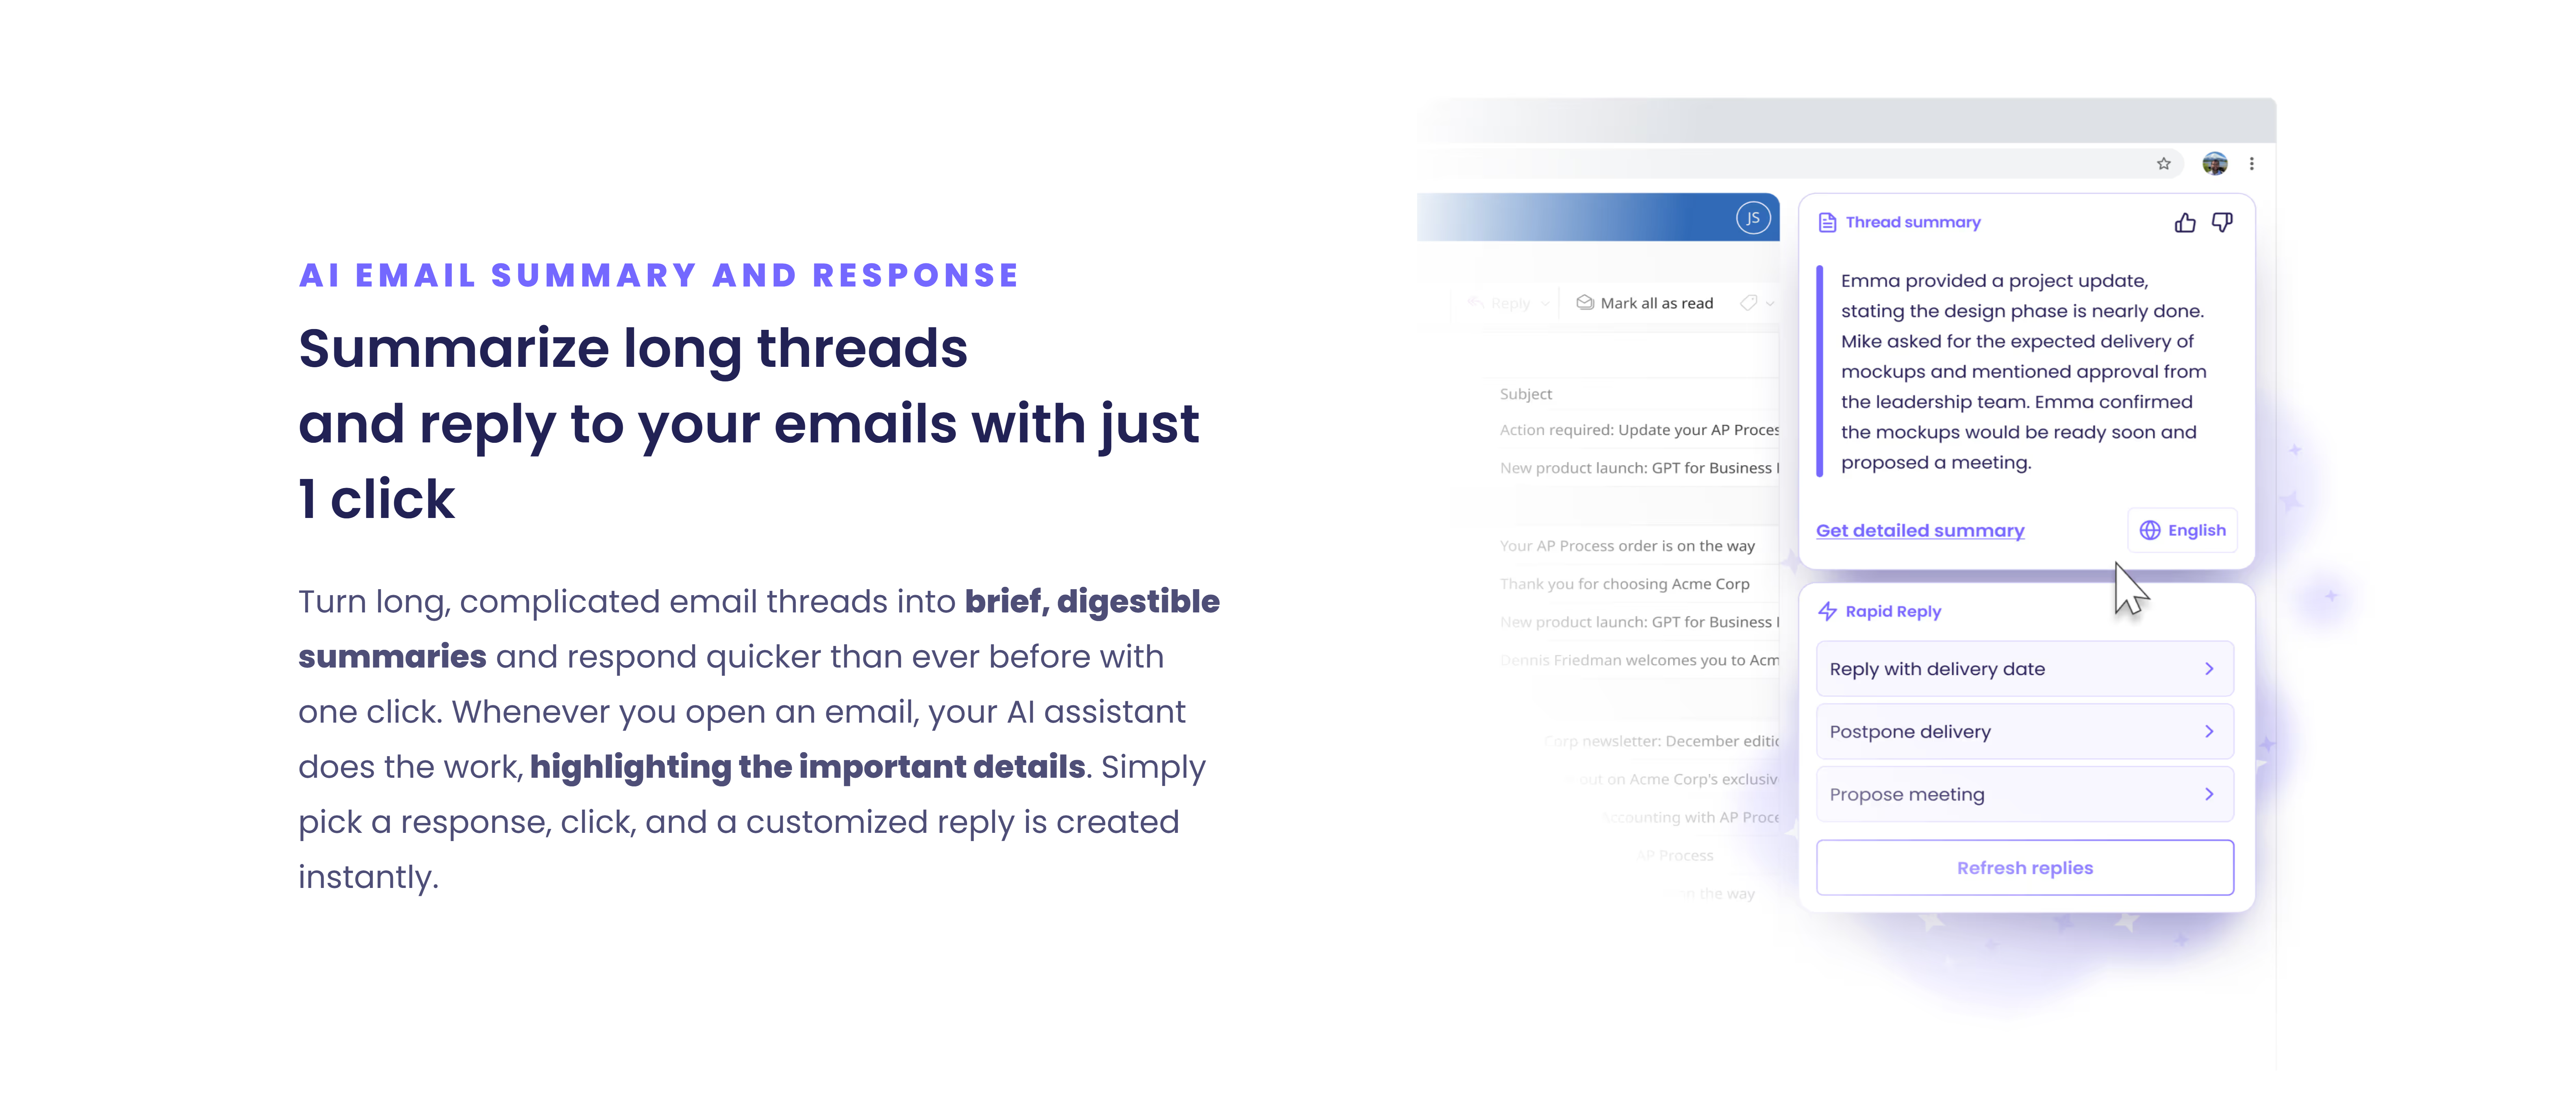 AI EMAIL SUMMARY AND RESPONSE
Summarize long threads
and reply to your emails with just
1 click
Turn long, complicated email threads into brief, digestible
summaries and respond quicker than ever before with
one click. Whenever you open an email, your AI assistant
does the work, highlighting the important details. Simply
pick a response, click, and a customized reply is created
instantly.
JS
Reply
Mark all as read
Subject
Action required: Update your AP Proces
New product launch: GPT for Business
Your AP Process order is on the way
Thank you for choosing Acme Corp
New product launch: GPT for Business
Dennis Friedman welcomes you to Acm
Corp newsletter: December editic
out on Acme Corp's exclusiv
Accounting with AP Proce
AP Process
n the way
Thread summary
Emma provided a project update,
stating the design phase is nearly done.
Mike asked for the expected delivery of
mockups and mentioned approval from
the leadership team. Emma confirmed
the mockups would be ready soon and
proposed a meeting.
Get detailed summary
English
Rapid Reply
Reply with delivery date
Postpone delivery
Propose meeting
Refresh replies